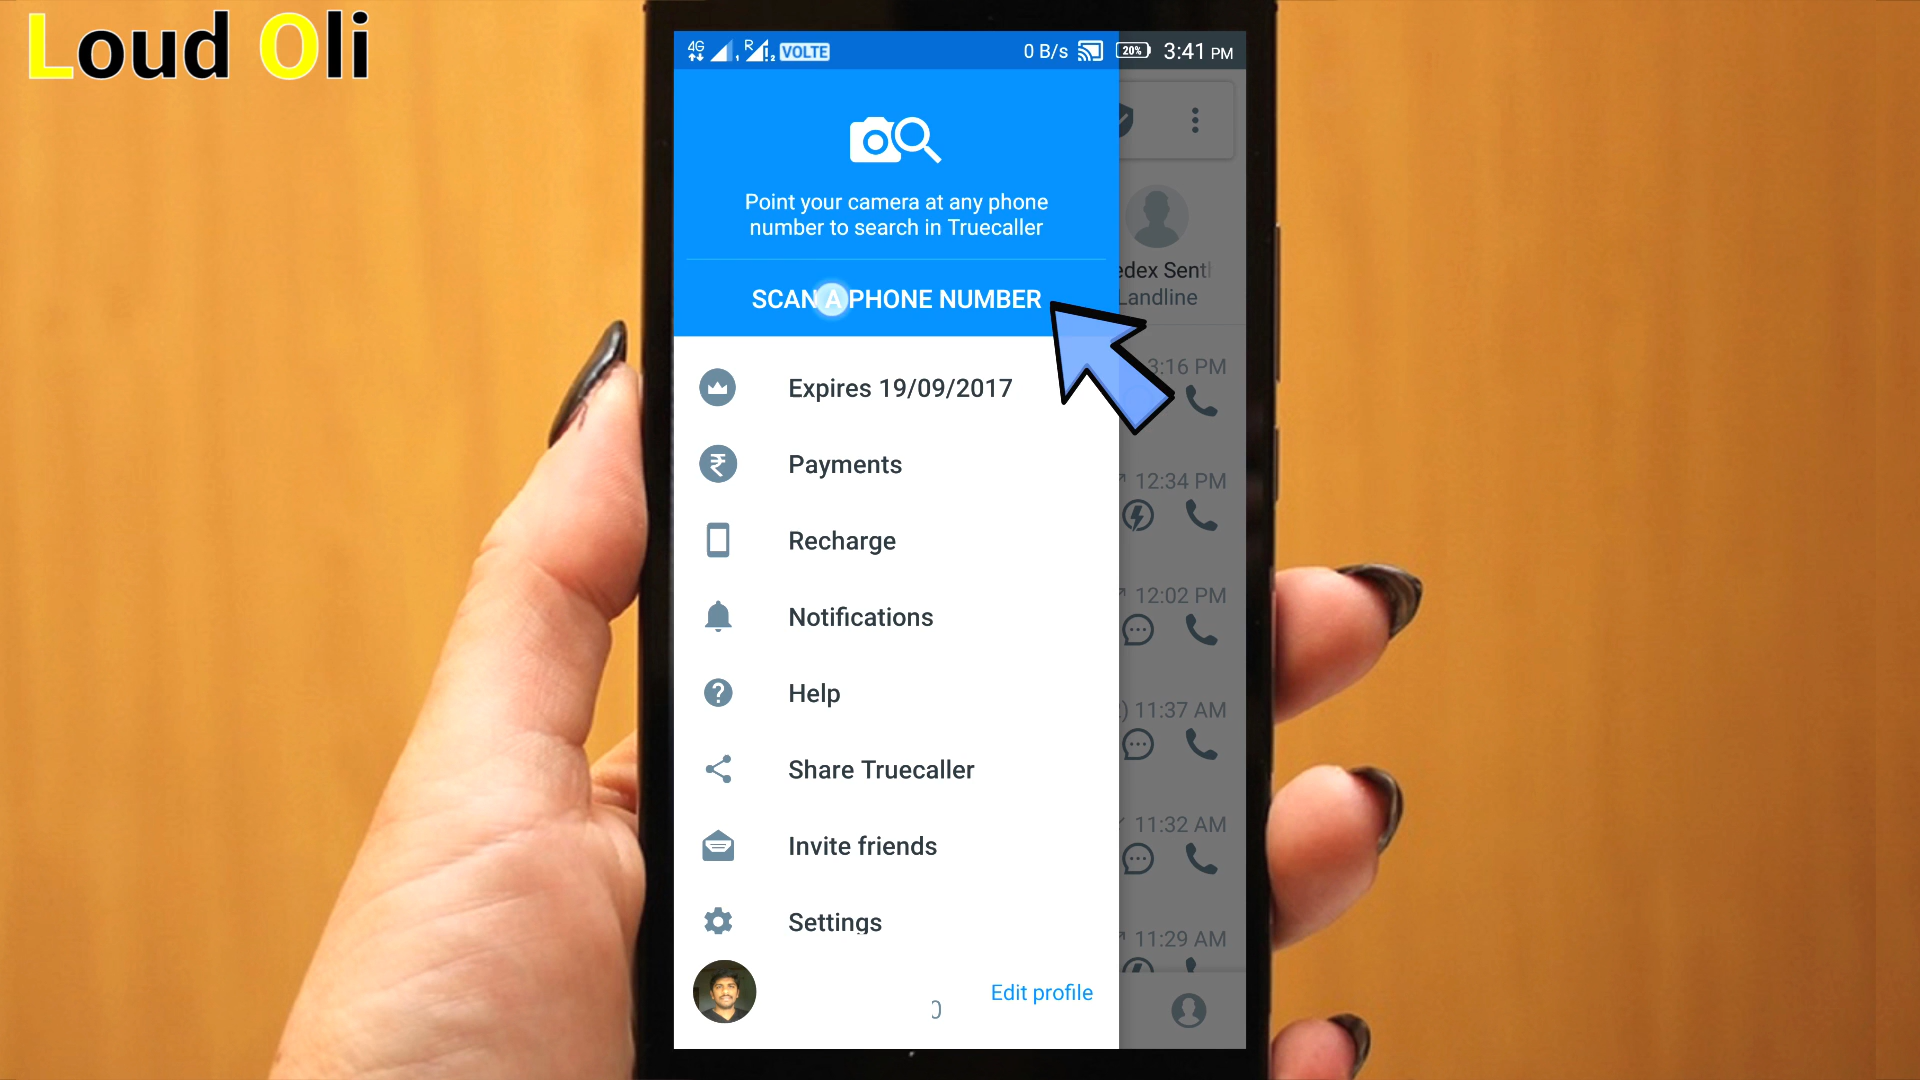 Loud Oli
4G 1 R 2 VOLTE 0 B/s 20% 3:41 PM
Point your camera at any phone
number to search in Truecaller
SCAN A PHONE NUMBER
Landline
Expires 19/09/2017
3:16 PM
Payments
12:34 PM
Recharge
Notifications
12:02 PM
Help
11:37 AM
Share Truecaller
Invite friends
11:32 AM
Settings
11:29 AM
Edit profile